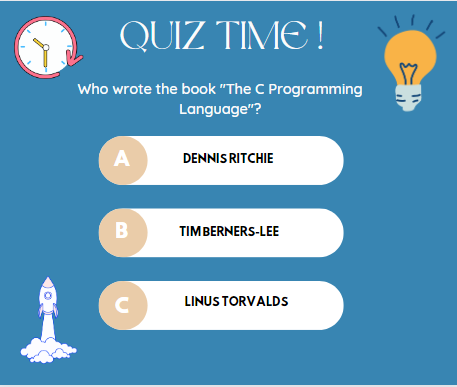 QUIZ TIME !
Who wrote the book "The C Programming
Language"?
A DENNIS RITCHIE
B TIM BERNERS-LEE
C LINUS TORVALDS